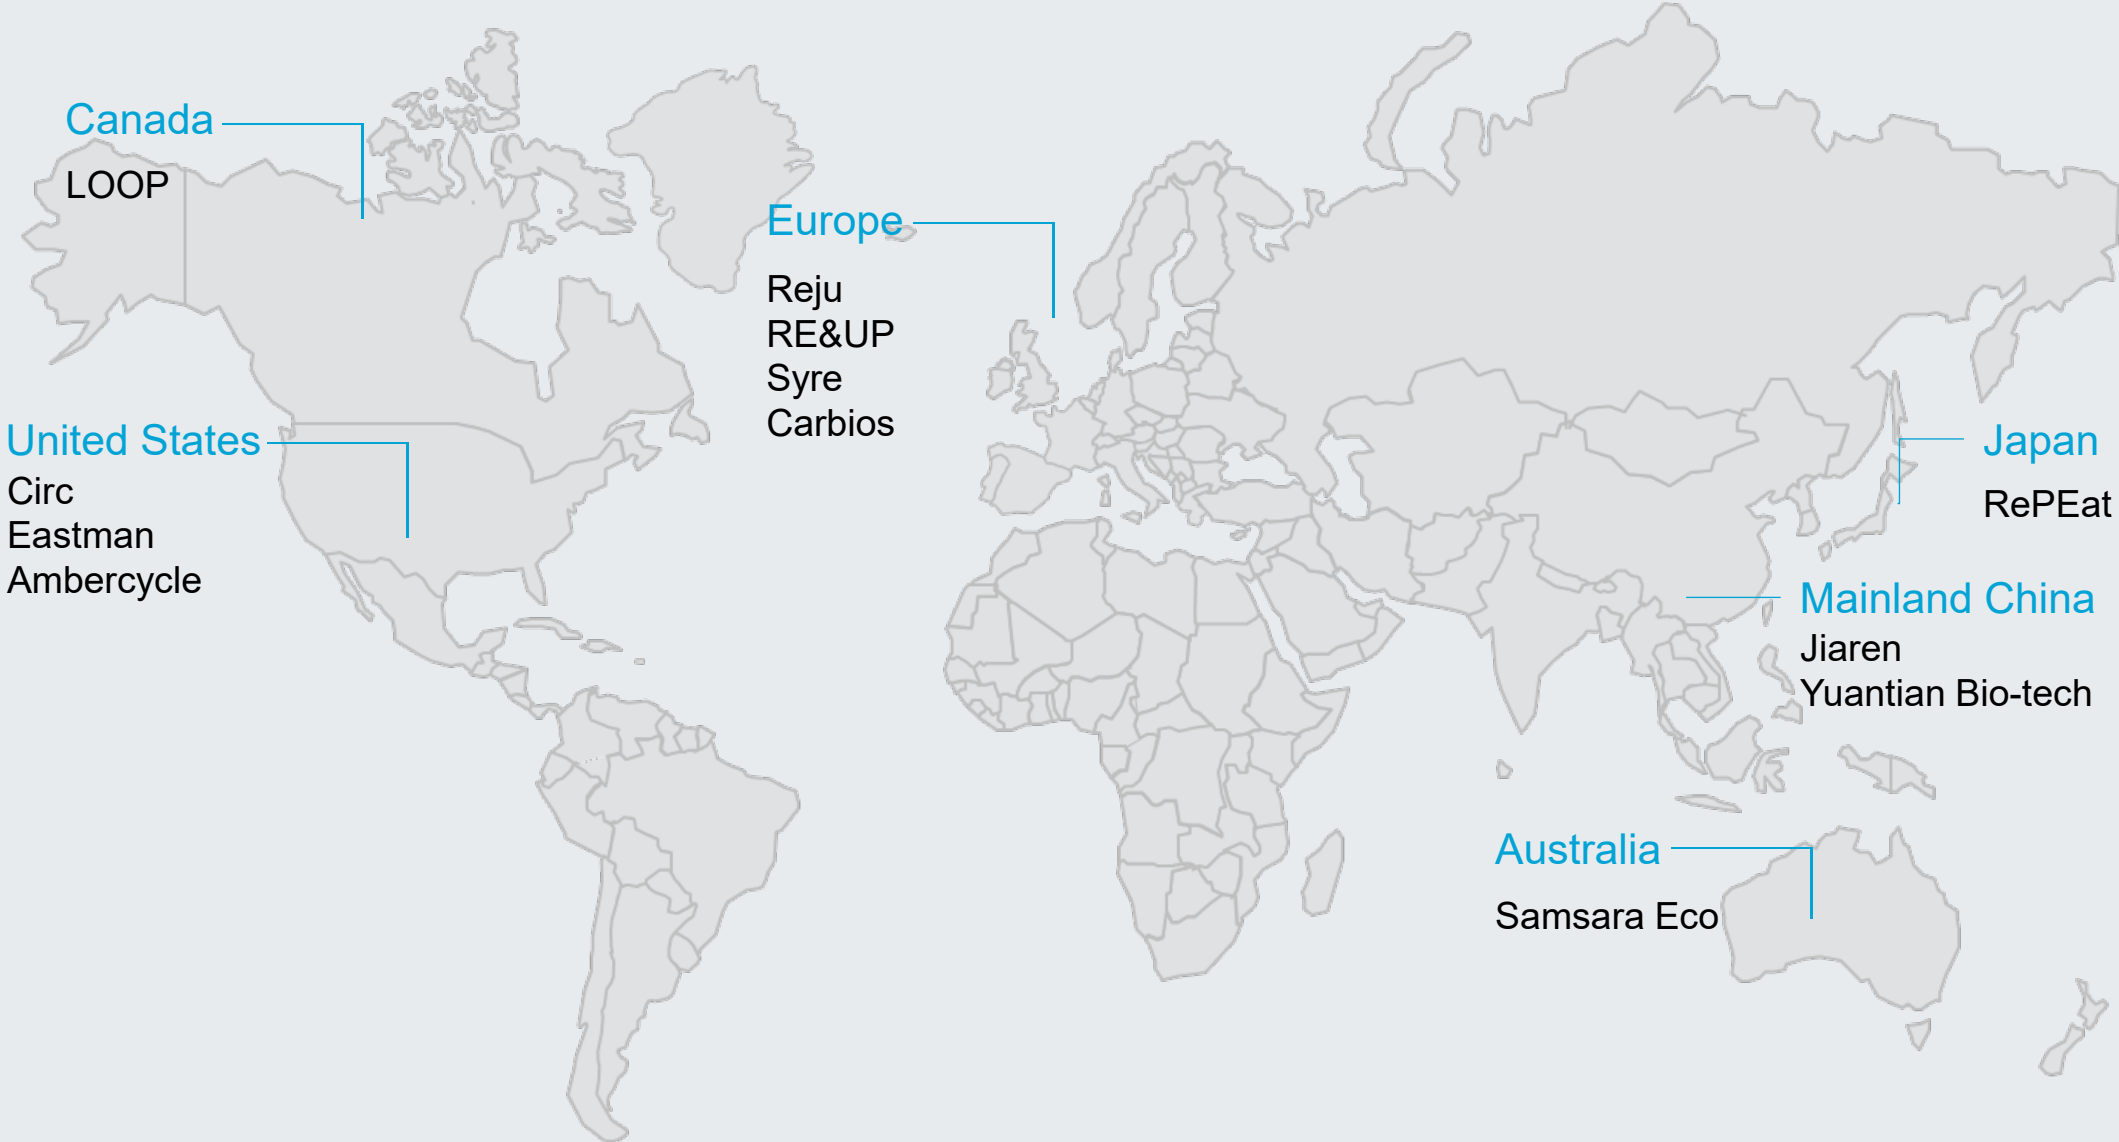 Canada
LOOP
United States
Circ
Eastman
Ambercycle
Europe
Reju
RE&UP
Syre
Carbios
Japan
RePEat
Mainland China
Jiaren
Yuantian Bio-tech
Australia
Samsara Eco